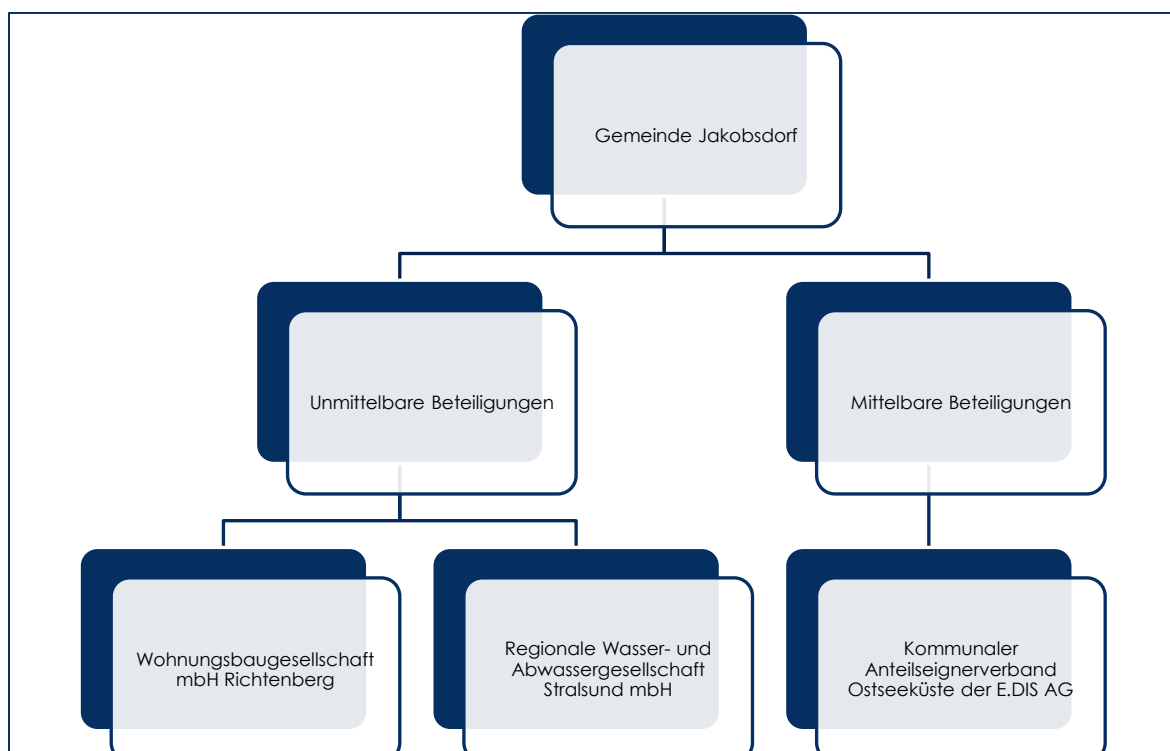 Gemeinde Jakobsdorf
Unmittelbare Beteiligungen
Mittelbare Beteiligungen
Wohnungsbaugesellschaft
mbH Richtenberg
Regionale Wasser- und
Abwassergesellschaft
Stralsund mbH
Kommunaler
Anteilseignerverband
Ostseeküste der E.DIS AG